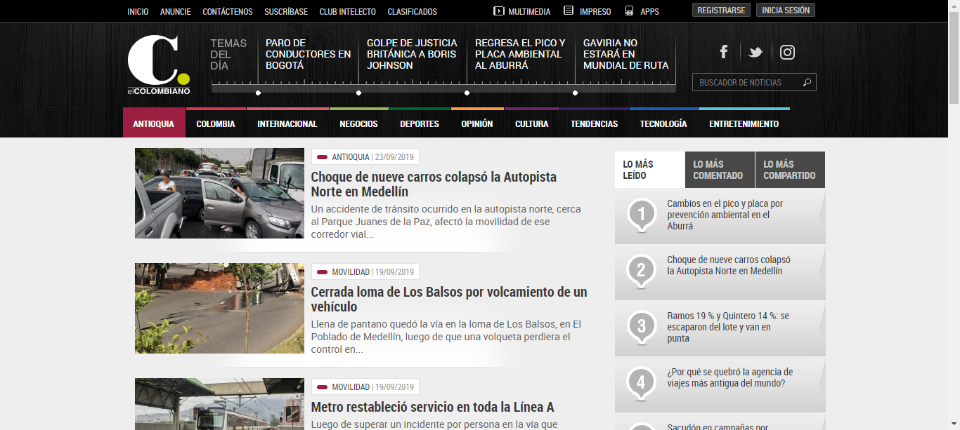 INICIO ANUNCIE CONTÁCTENOS SUSCRÍBASE CLUB INTELECTO CLASIFICADOS MULTIMEDIA IMPRESO APPS REGISTRARSE INICIA SESIÓN
C.
elCOLOMBIANO
TEMAS
DEL
DÍA
PARO DE
CONDUCTORES EN
BOGOTÁ
GOLPE DE JUSTICIA
BRITÁNICA A BORIS
JOHNSON
REGRESA EL PICO Y
PLACA AMBIENTAL
AL ABURRÁ
GAVIRIA NO
ESTARÁ EN
MUNDIAL DE RUTA
BUSCADOR DE NOTICIAS
ANTIOQUIA COLOMBIA INTERNACIONAL NEGOCIOS DEPORTES OPINIÓN CULTURA TENDENCIAS TECNOLOGÍA ENTRETENIMIENTO
ANTIOQUIA | 23/09/2019
Choque de nueve carros colapsó la Autopista
Norte en Medellín
Un accidente de tránsito ocurrido en la autopista norte, cerca
al Parque Juanes de la Paz, afectó la movilidad de ese
corredor vial...
MOVILIDAD | 19/09/2019
Cerrada loma de Los Balsos por volcamiento de un
vehículo
Llena de pantano quedó la vía en la loma de Los Balsos, en El
Poblado de Medellín, luego de que una volqueta perdiera el
control en...
MOVILIDAD | 19/09/2019
Metro restableció servicio en toda la Línea A
Luego de superar un incidente por persona en la vía que
LO MÁS
LEÍDO
LO MÁS
COMENTADO
LO MÁS
COMPARTIDO
1
Cambios en el pico y placa por
prevención ambiental en el
Aburrá
2
Choque de nueve carros colapsó
la Autopista Norte en Medellín
3
Ramos 19 % y Quintero 14 %: se
escaparon del lote y van en
punta
4
¿Por qué se quebró la agencia de
viajes más antigua del mundo?
Sacudón en campañas por